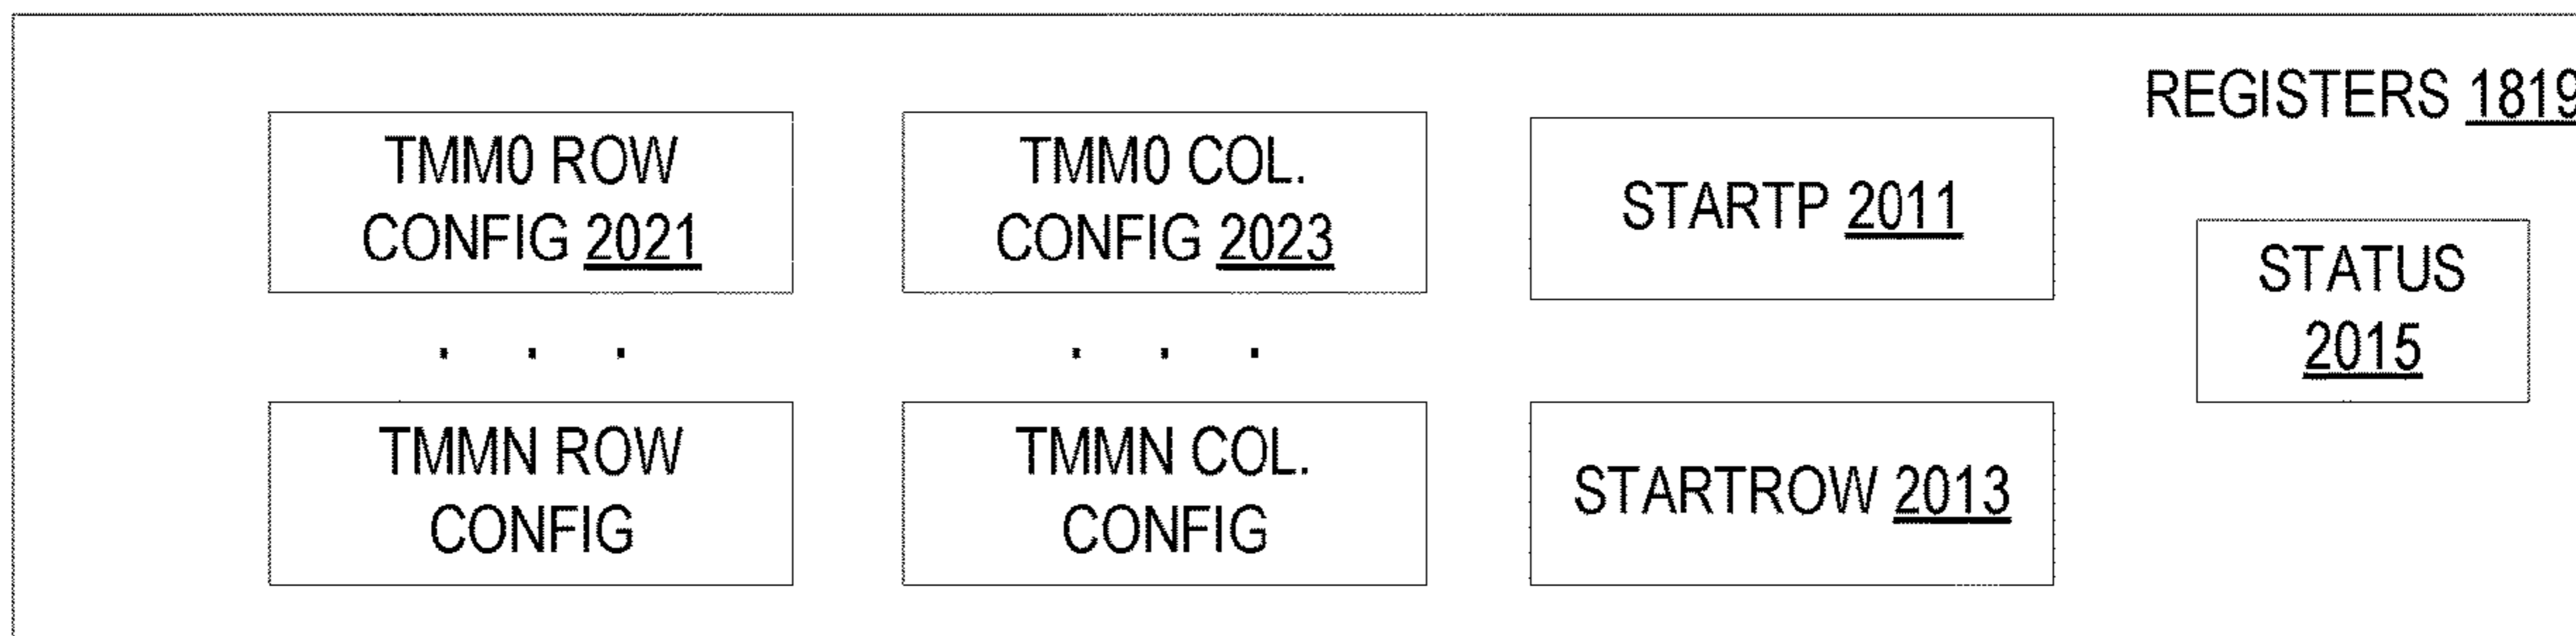 REGISTERS 1819
TMM0 ROW
CONFIG 2021
TMM0 COL.
CONFIG 2023
STARTP 2011
STATUS
2015
. . .
. . .
TMMN ROW
CONFIG
TMMN COL.
CONFIG
STARTROW 2013